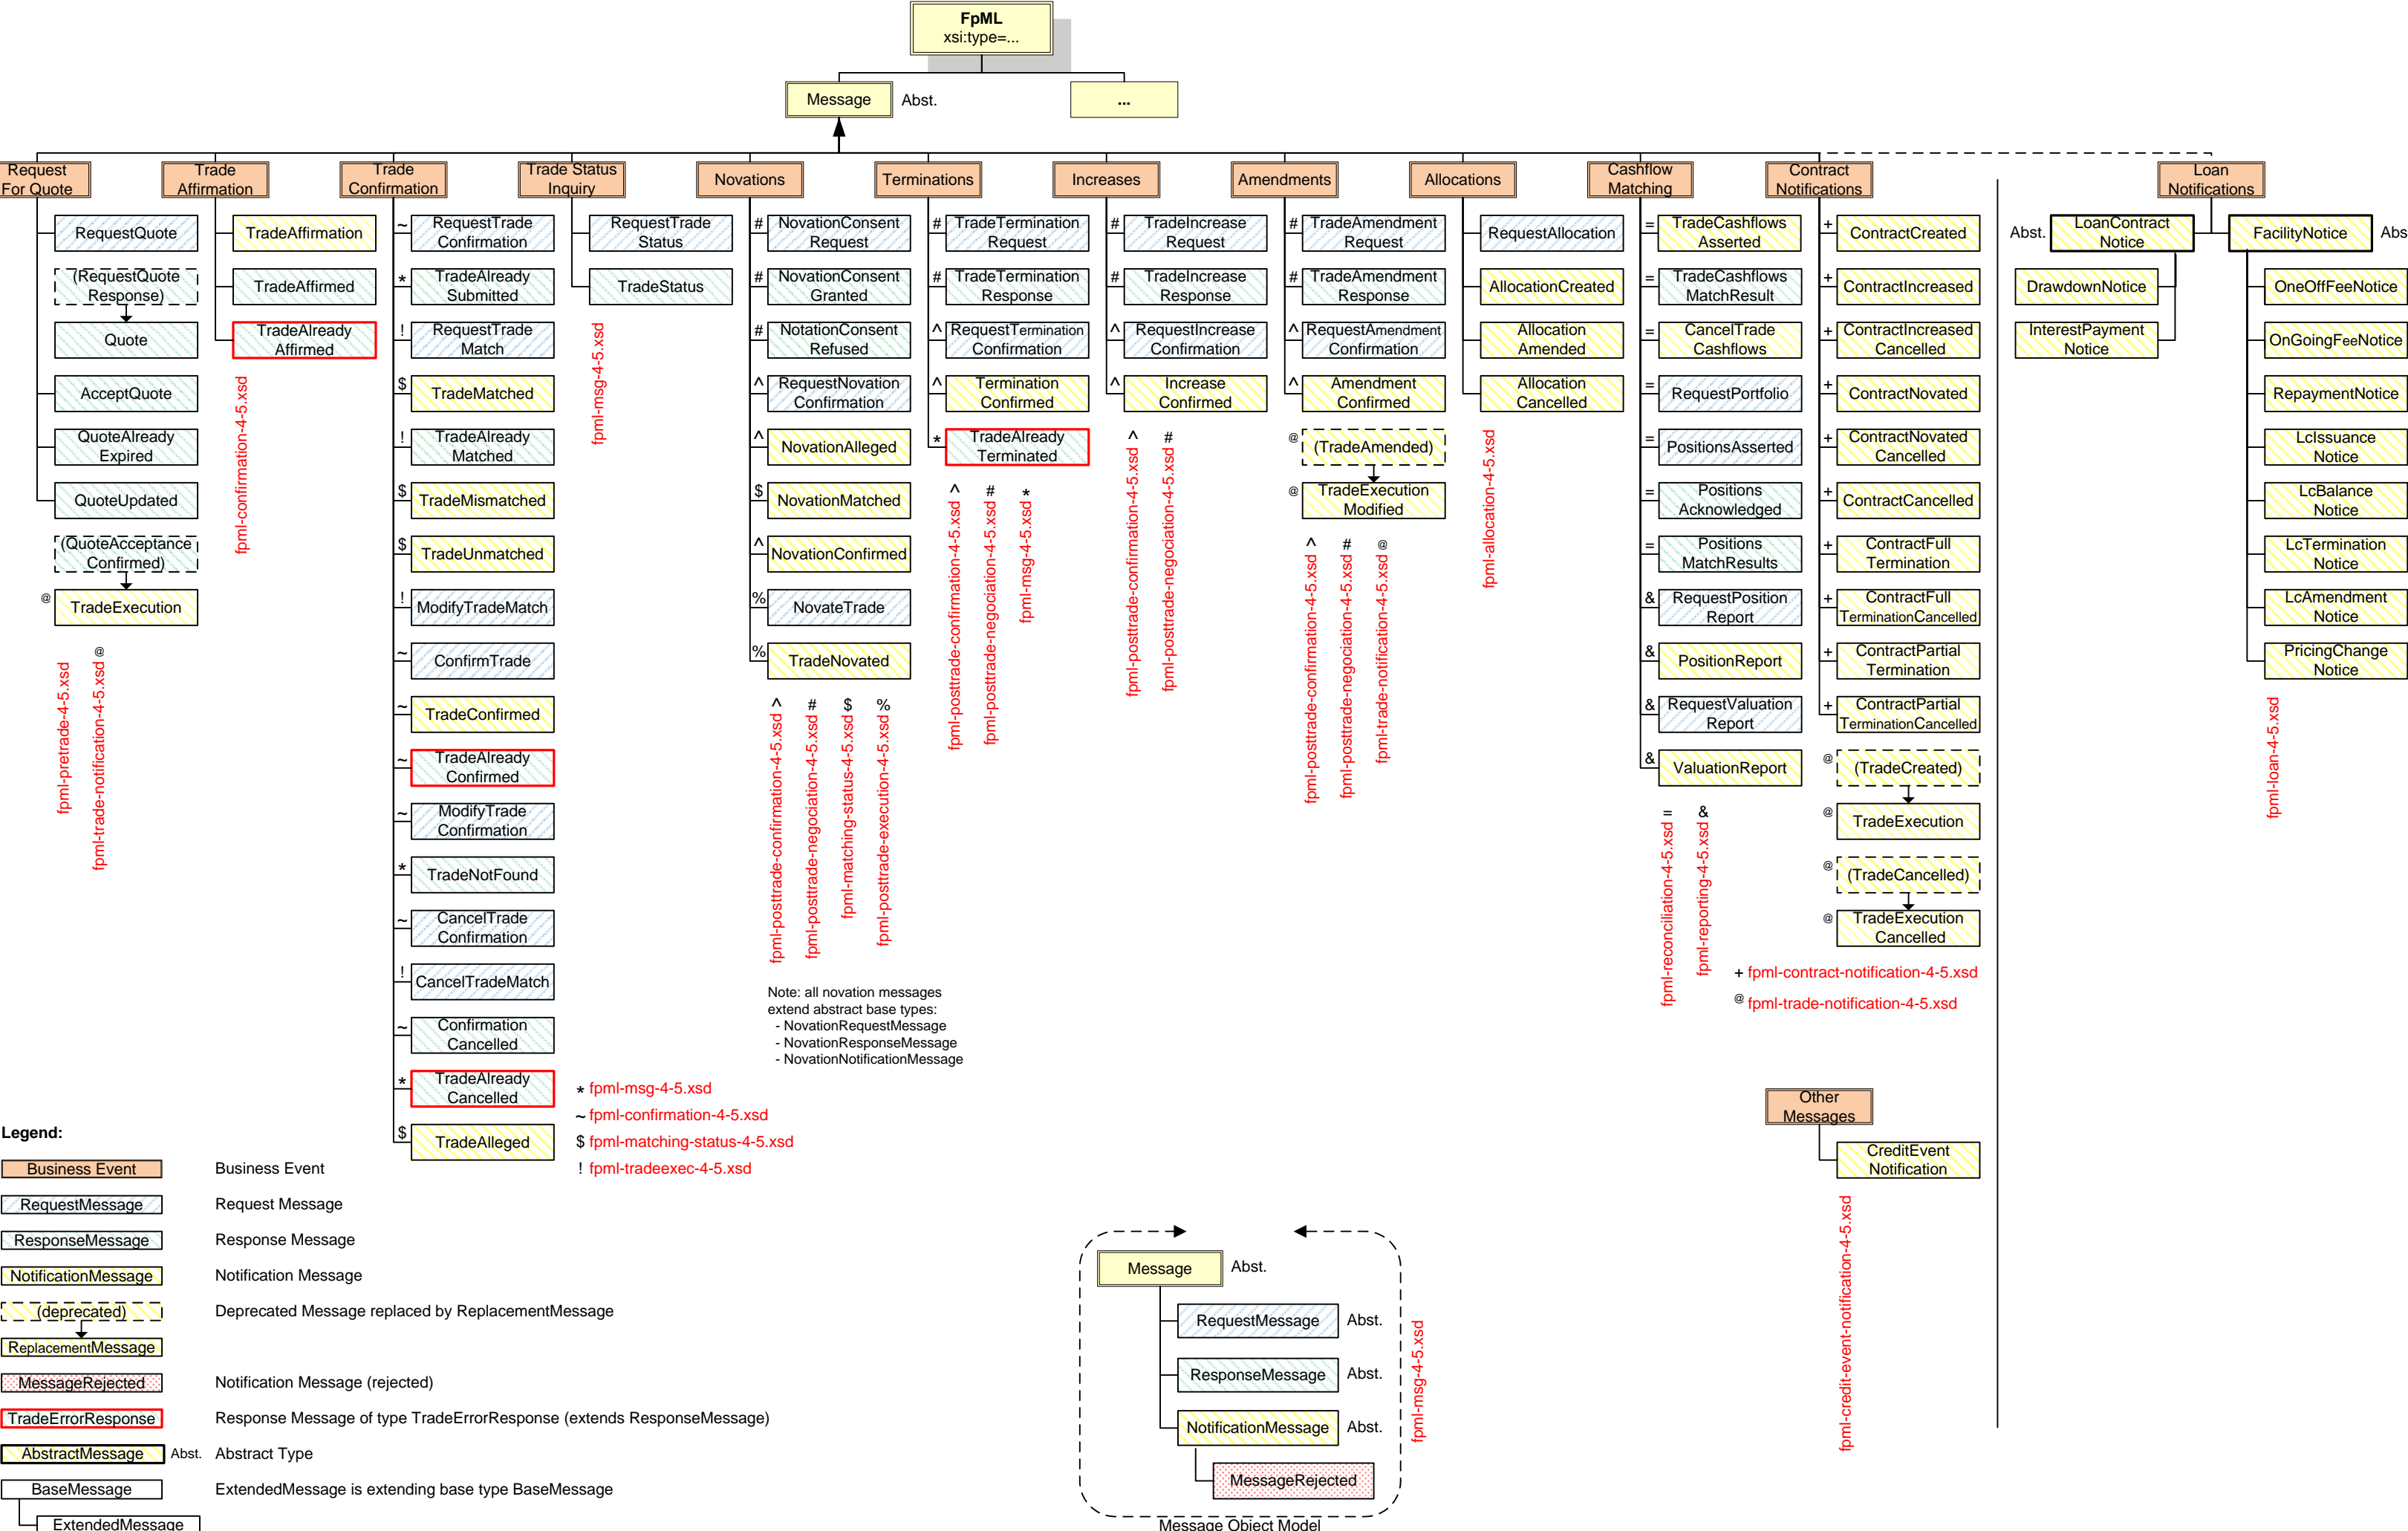 FpML
xsi:type=...
Message
Abst.
...
Request
For Quote
RequestQuote
(RequestQuote
Response)
Quote
AcceptQuote
QuoteAlready
Expired
QuoteUpdated
(QuoteAcceptance
Confirmed)
@
TradeExecution
fpml-pretrade-4-5.xsd
fpml-trade-notification-4-5.xsd @
Trade
Affirmation
TradeAffirmation
TradeAffirmed
TradeAlready
Affirmed
fpml-confirmation-4-5.xsd
Trade
Confirmation
~ RequestTrade
Confirmation
* TradeAlready
Submitted
! RequestTrade
Match
$ TradeMatched
! TradeAlready
Matched
$ TradeMismatched
$ TradeUnmatched
! ModifyTradeMatch
~ ConfirmTrade
~ TradeConfirmed
~ TradeAlready
Confirmed
~ ModifyTrade
Confirmation
* TradeNotFound
~ CancelTrade
Confirmation
! CancelTradeMatch
~ Confirmation
Cancelled
* TradeAlready
Cancelled
$ TradeAlleged
* fpml-msg-4-5.xsd
~ fpml-confirmation-4-5.xsd
$ fpml-matching-status-4-5.xsd
! fpml-tradeexec-4-5.xsd
Trade Status
Inquiry
RequestTrade
Status
TradeStatus
fpml-msg-4-5.xsd
Novations
# NovationConsent
Request
# NovationConsent
Granted
# NotationConsent
Refused
^ RequestNovation
Confirmation
^ NovationAlleged
$ NovationMatched
^ NovationConfirmed
% NovateTrade
% TradeNovated
fpml-posttrade-confirmation-4-5.xsd ^
fpml-posttrade-negociation-4-5.xsd #
fpml-matching-status-4-5.xsd $
fpml-posttrade-execution-4-5.xsd %
Note: all novation messages
extend abstract base types:
- NovationRequestMessage
- NovationResponseMessage
- NovationNotificationMessage
Terminations
# TradeTermination
Request
# TradeTermination
Response
^ RequestTermination
Confirmation
^ Termination
Confirmed
* TradeAlready
Terminated
fpml-posttrade-confirmation-4-5.xsd ^
fpml-posttrade-negociation-4-5.xsd #
fpml-msg-4-5.xsd *
Increases
# TradeIncrease
Request
# TradeIncrease
Response
^ RequestIncrease
Confirmation
^ Increase
Confirmed
fpml-posttrade-confirmation-4-5.xsd ^
fpml-posttrade-negociation-4-5.xsd #
Amendments
# TradeAmendment
Request
# TradeAmendment
Response
^ RequestAmendment
Confirmation
^ Amendment
Confirmed
@ (TradeAmended)
@ TradeExecution
Modified
fpml-posttrade-confirmation-4-5.xsd ^
fpml-posttrade-negociation-4-5.xsd #
fpml-trade-notification-4-5.xsd @
Allocations
RequestAllocation
AllocationCreated
Allocation
Amended
Allocation
Cancelled
fpml-allocation-4-5.xsd
Cashflow
Matching
= TradeCashflows
Asserted
= TradeCashflows
MatchResult
= CancelTrade
Cashflows
= RequestPortfolio
= PositionsAsserted
= Positions
Acknowledged
= Positions
MatchResults
& RequestPosition
Report
& PositionReport
& RequestValuation
Report
& ValuationReport
fpml-reconciliation-4-5.xsd =
fpml-reporting-4-5.xsd &
Contract
Notifications
+ ContractCreated
+ ContractIncreased
+ ContractIncreased
Cancelled
+ ContractNovated
+ ContractNovated
Cancelled
+ ContractCancelled
+ ContractFull
Termination
+ ContractFull
TerminationCancelled
+ ContractPartial
Termination
+ ContractPartial
TerminationCancelled
@ (TradeCreated)
@ TradeExecution
@ (TradeCancelled)
@ TradeExecution
Cancelled
+ fpml-contract-notification-4-5.xsd
@ fpml-trade-notification-4-5.xsd
Other
Messages
CreditEvent
Notification
fpml-credit-event-notification-4-5.xsd
Loan
Notifications
Abst.
LoanContract
Notice
DrawdownNotice
InterestPayment
Notice
FacilityNotice
Abs
OneOffFeeNotice
OnGoingFeeNotice
RepaymentNotice
LcIssuance
Notice
LcBalance
Notice
LcTermination
Notice
LcAmendment
Notice
PricingChange
Notice
fpml-loan-4-5.xsd
Legend:
Business Event
Business Event
RequestMessage
Request Message
ResponseMessage
Response Message
NotificationMessage
Notification Message
(deprecated)
Deprecated Message replaced by ReplacementMessage
ReplacementMessage
MessageRejected
Notification Message (rejected)
TradeErrorResponse
Response Message of type TradeErrorResponse (extends ResponseMessage)
AbstractMessage
Abst.
Abstract Type
BaseMessage
ExtendedMessage is extending base type BaseMessage
ExtendedMessage
Message
Abst.
RequestMessage
Abst.
ResponseMessage
Abst.
NotificationMessage
Abst.
MessageRejected
fpml-msg-4-5.xsd
Message Object Model